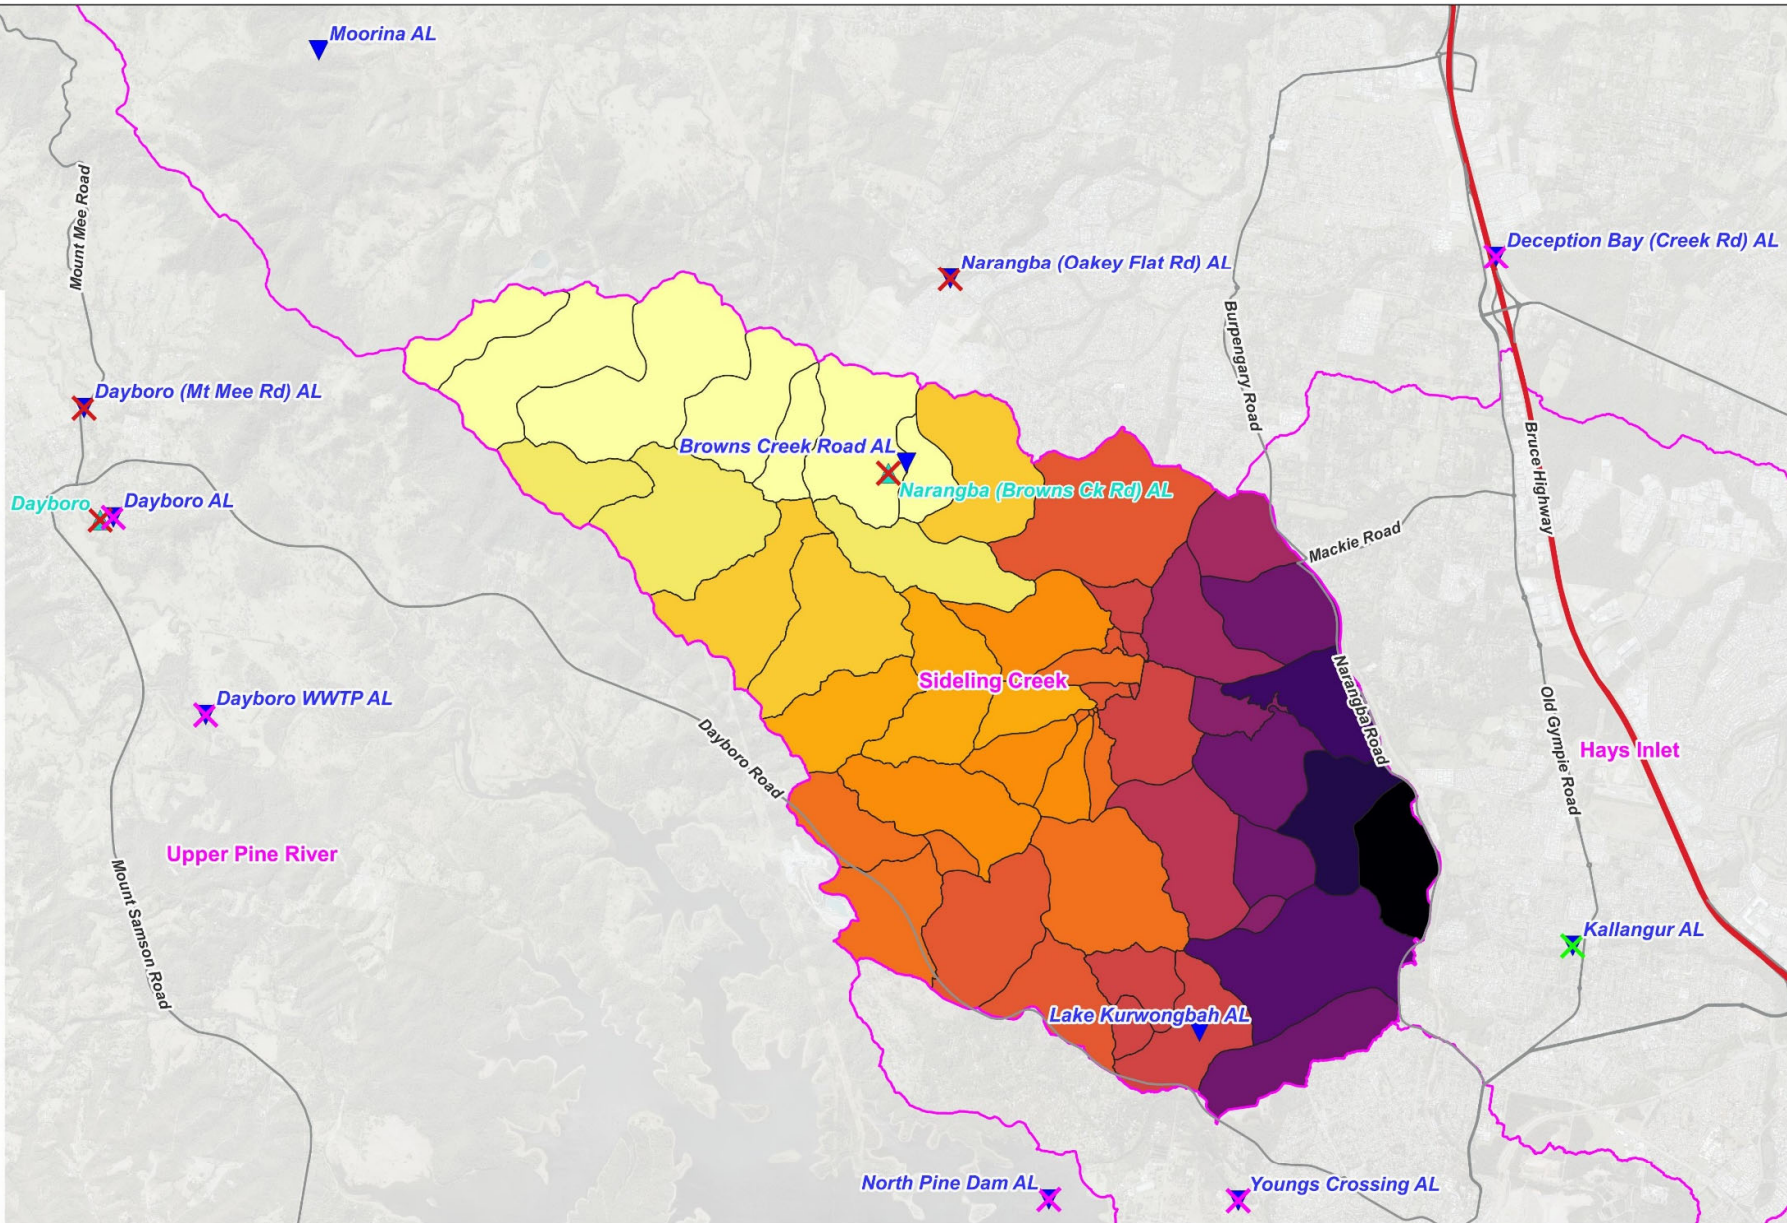 Moorina AL
Mount Mee Road
Deception Bay (Creek Rd) AL
Narangba (Oakey Flat Rd) AL
Burpengary Road
Dayboro (Mt Mee Rd) AL
Browns Creek Road AL
Narangba (Browns Ck Rd) AL
Dayboro
Dayboro AL
Bruce Highway
Mackie Road
Sideling Creek
Dayboro WWTP AL
Narangba Road
Old Gympie Road
Dayboro Road
Hays Inlet
Upper Pine River
Mount Samson Road
Kallangur AL
Lake Kurwongbah AL
North Pine Dam AL
Youngs Crossing AL